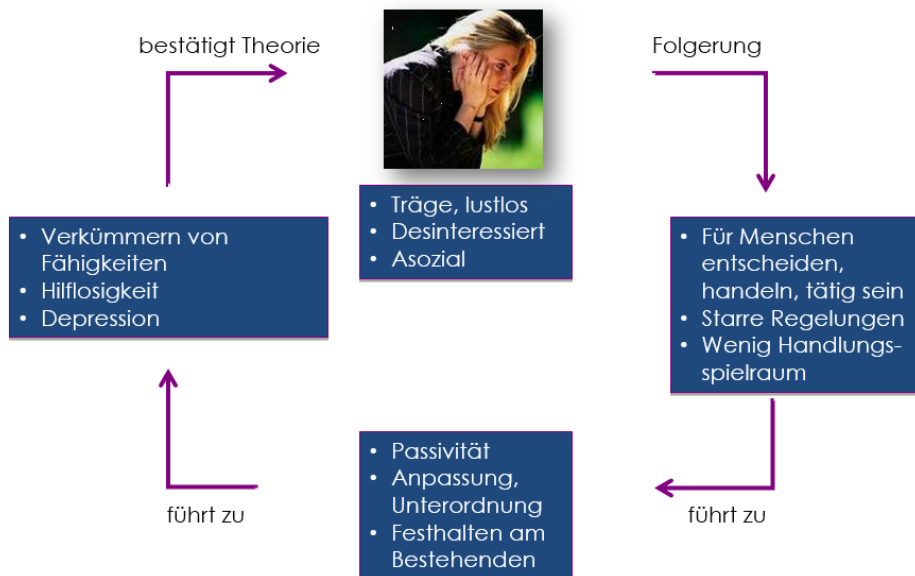 bestätigt Theorie
Folgerung
• Träge, lustlos
• Desinteressiert
• Asozial
• Für Menschen
entscheiden,
handeln, tätig sein
• Starre Regelungen
• Wenig Handlungs-
spielraum
führt zu
• Passivität
• Anpassung,
Unterordnung
• Festhalten am
Bestehenden
führt zu
• Verkümmern von
Fähigkeiten
• Hilflosigkeit
• Depression